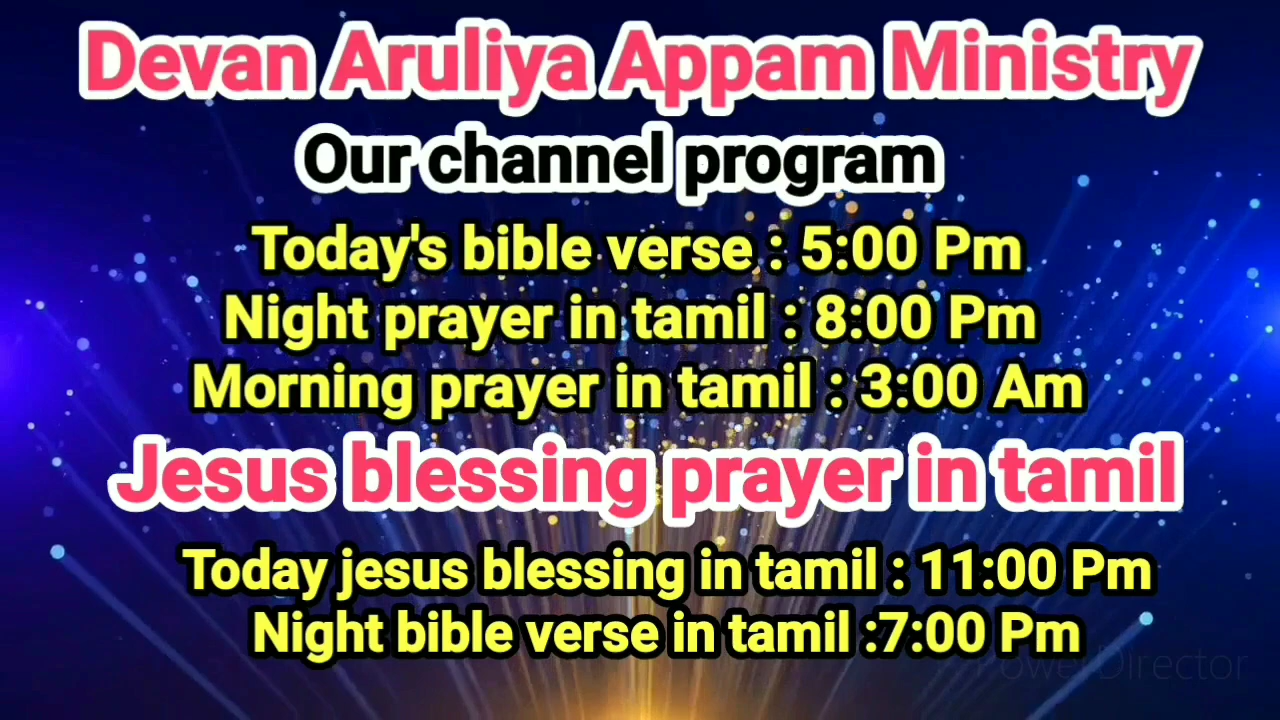 Devan Aruliya Appam Ministry
Our channel program
Today's bible verse : 5:00 Pm
Night prayer in tamil : 8:00 Pm
Morning prayer in tamil : 3:00 Am
Jesus blessing prayer in tamil
Today jesus blessing in tamil : 11:00 Pm
Night bible verse in tamil :7:00 Pm
PowerDirector